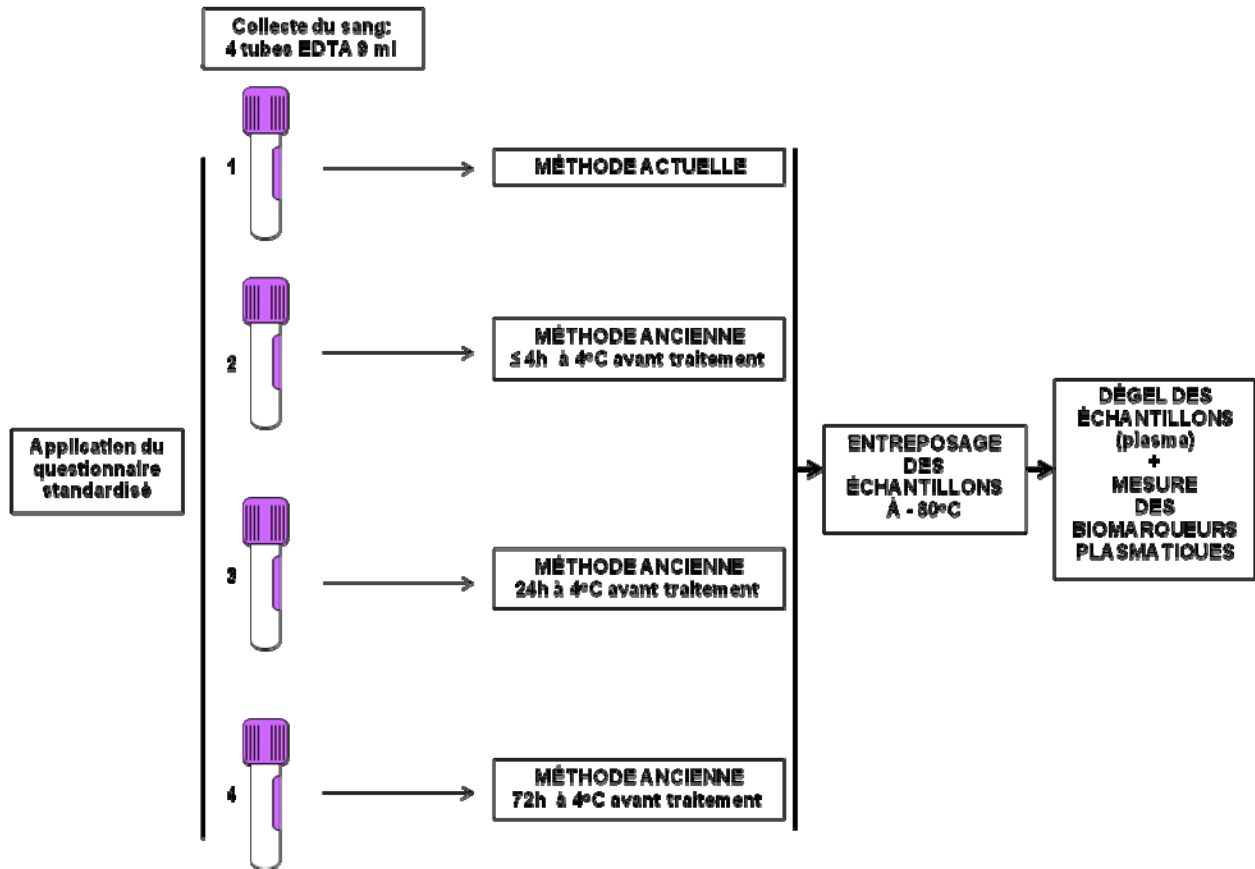 Collecte du sang:
4 tubes EDTA 9 ml
1
MÉTHODE ACTUELLE
2
MÉTHODE ANCIENNE
≤ 4h à 4ºC avant traitement
Application du
questionnaire
standardisé
3
MÉTHODE ANCIENNE
24h à 4ºC avant traitement
4
MÉTHODE ANCIENNE
72h à 4ºC avant traitement
ENTREPOSAGE
DES
ÉCHANTILLONS
À - 80ºC
DÉGEL DES
ÉCHANTILLONS
(plasma)
+
MESURE
DES
BIOMARQUEURS
PLASMATIQUES